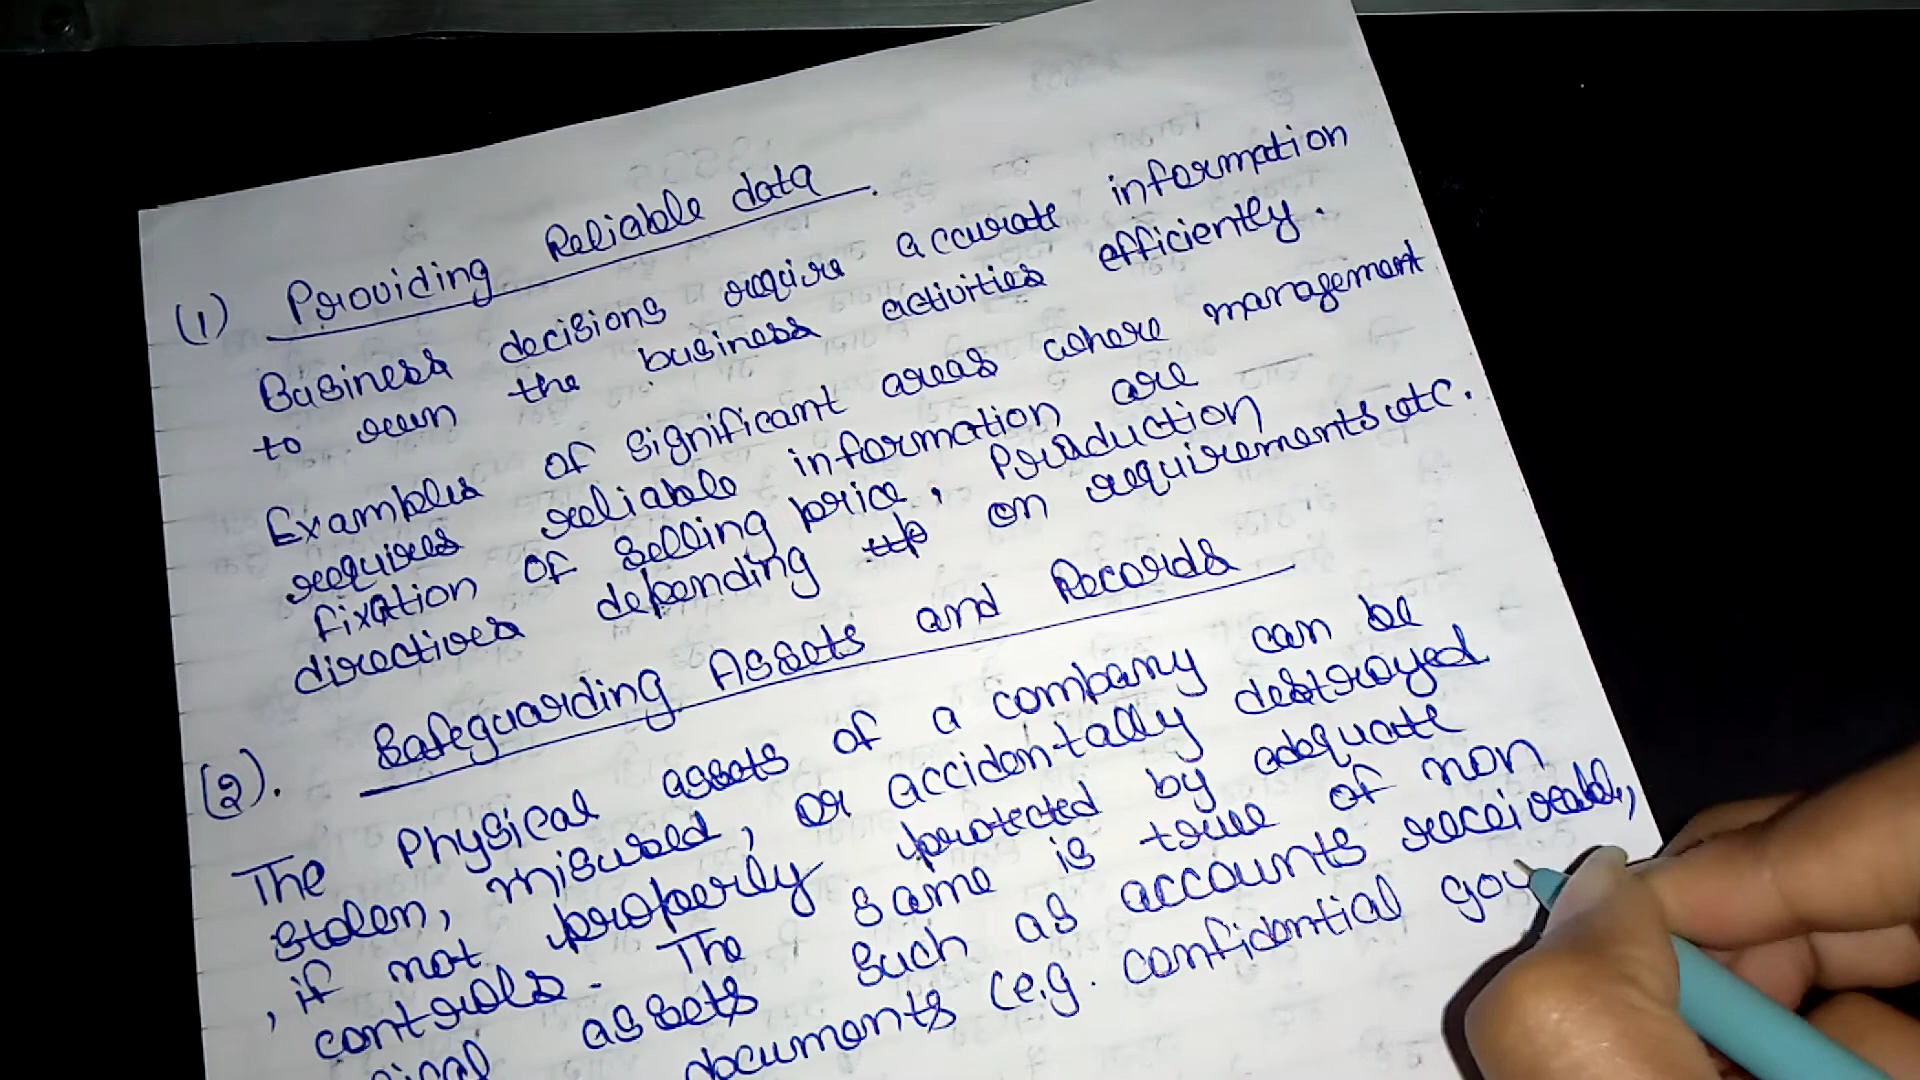 (1) Providing Reliable data.
Business decisions require accurate information
to run the business activities efficiently.
Examples of significant areas where management
requires reliable information are
fixation of selling price, Production
directives depending on requirements etc.
(2). Safeguarding Assets and Records
The Physical assets of a company can be
stolen, misused, or accidentally destroyed
, if not properly protected by adequate
controls. The same is true of non
assets such as accounts receiveable,
documents (e.g. confidential gov